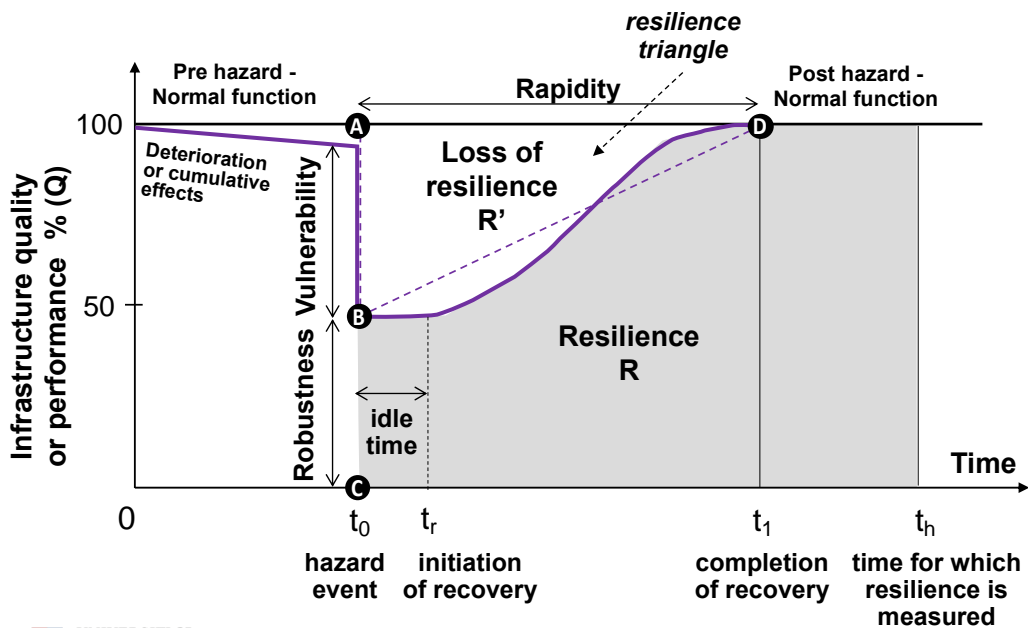 resilience
triangle
Pre hazard -
Normal function
Rapidity
Post hazard -
Normal function
100
A
D
Deterioration
or cumulative
effects
Loss of
resilience
R’
Vulnerability
Infrastructure quality
or performance % (Q)
50
B
Resilience
R
Robustness
idle
time
Time
C
0
t0
tr
t1
th
hazard
event
initiation
of recovery
completion
of recovery
time for which
resilience is
measured